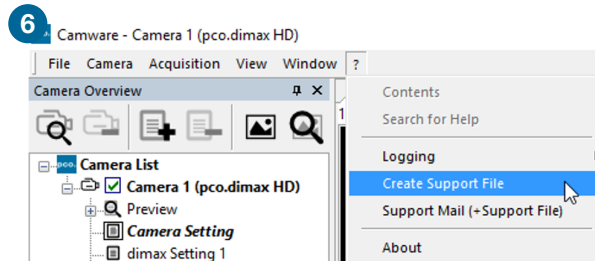 6
Camware - Camera 1 (pco.dimax HD)
File Camera Acquisition View Window ?
Camera Overview
Contents
1
Search for Help
pco. Camera List
Logging
Camera 1 (pco.dimax HD)
Create Support File
Preview
Support Mail (+Support File)
Camera Setting
dimax Setting 1
About